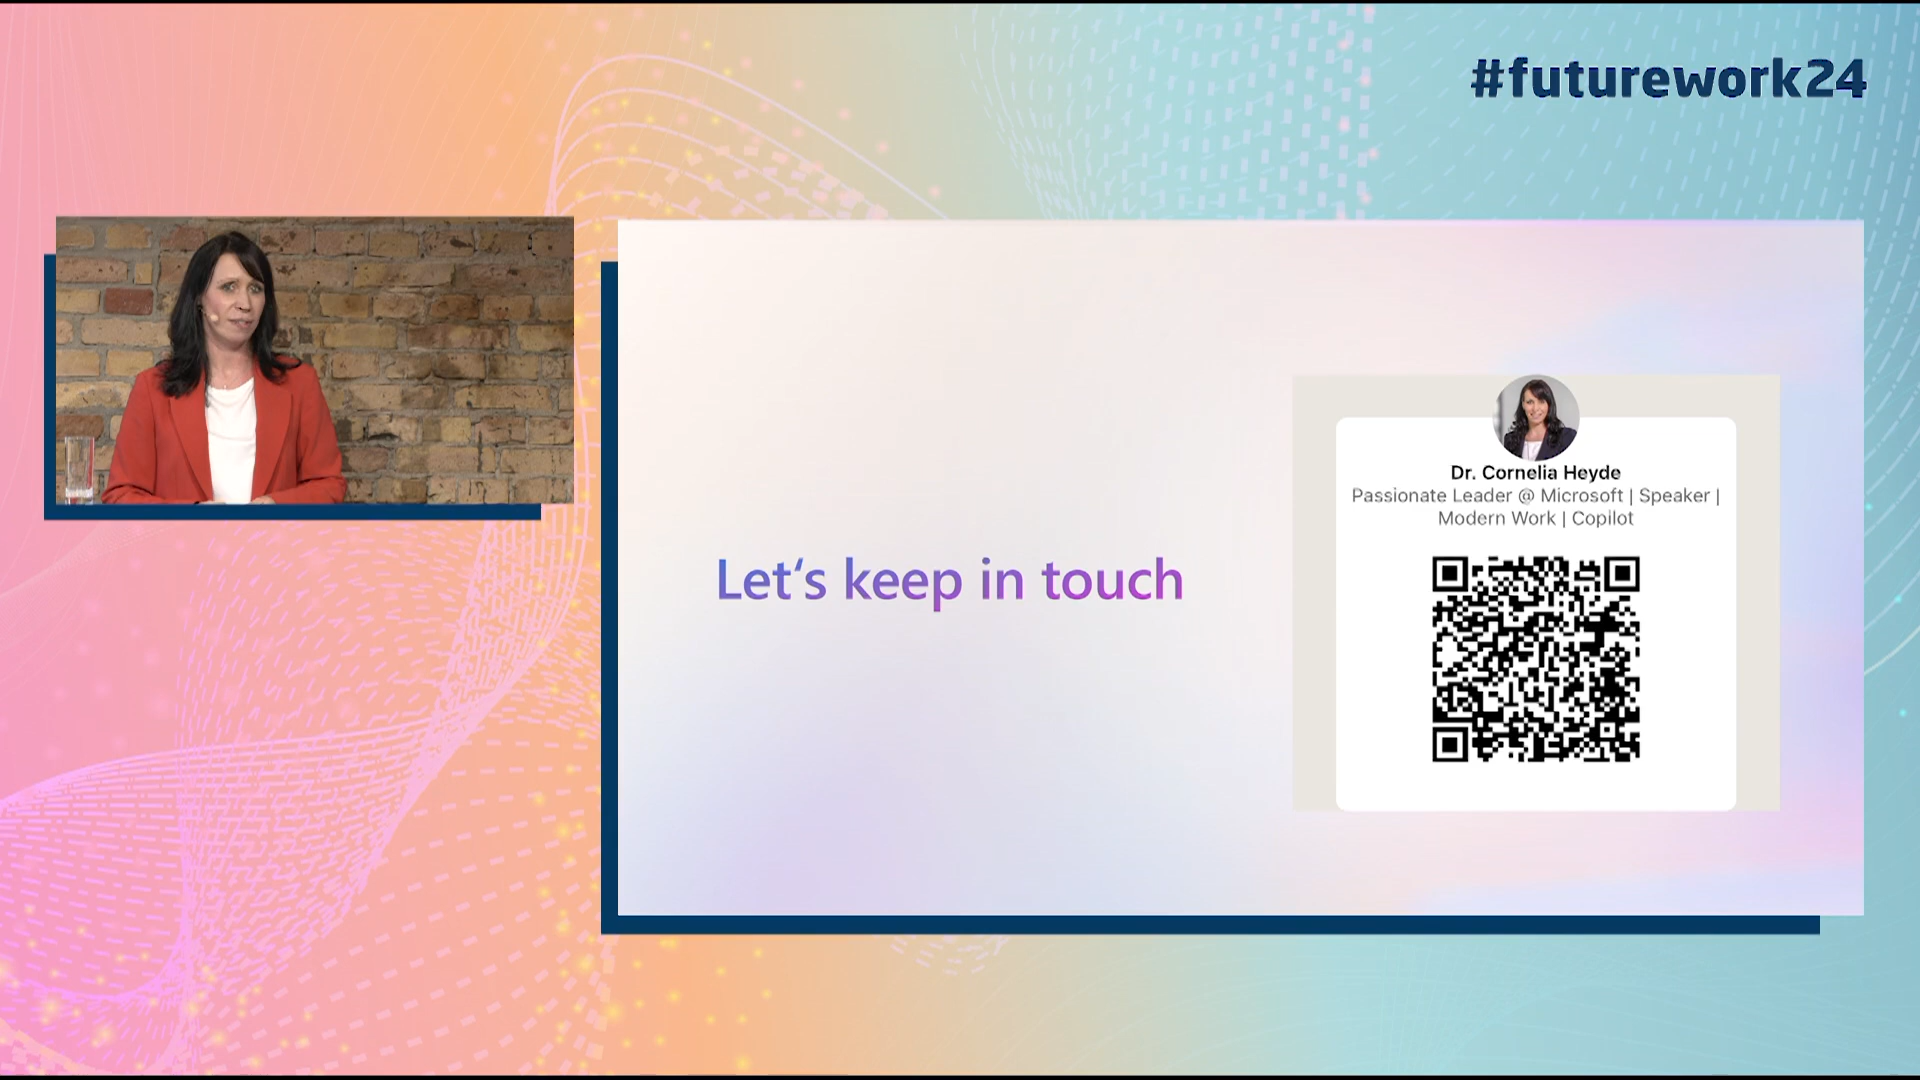 #futurework24
Let‘s keep in touch
Dr. Cornelia Heyde
Passionate Leader @ Microsoft | Speaker |
Modern Work | Copilot